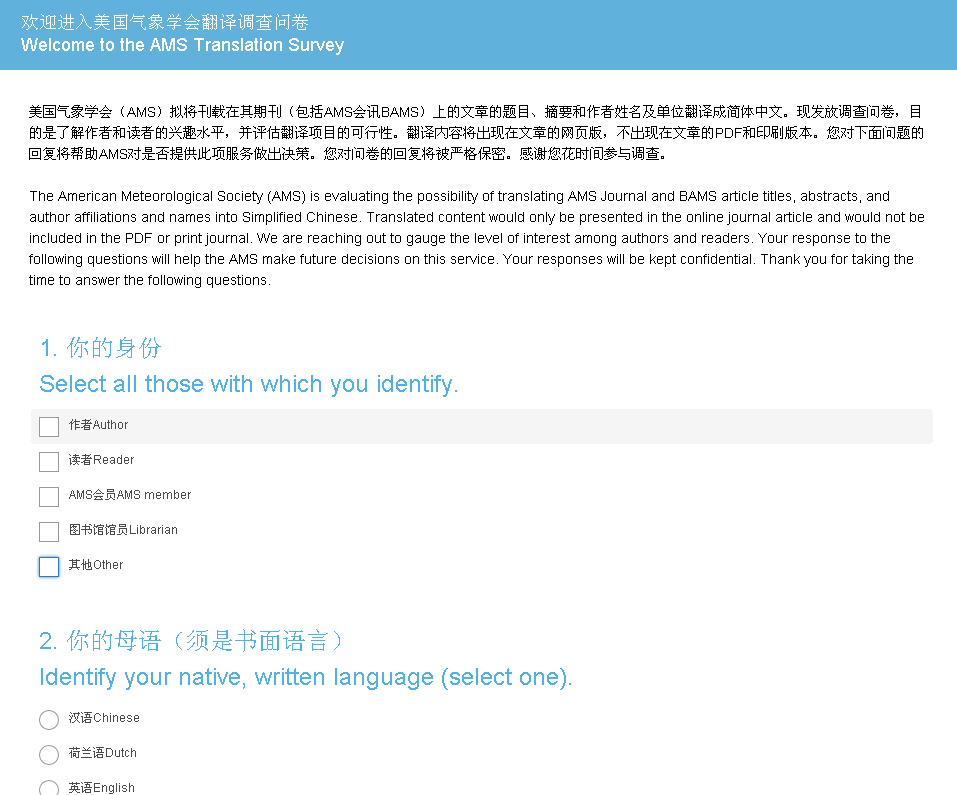 欢迎进入美国气象学会翻译调查问卷
Welcome to the AMS Translation Survey
美国气象学会（AMS）拟将刊载在其期刊（包括AMS会讯BAMS）上的文章的题目、摘要和作者姓名及单位翻译成简体中文。现发放调查问卷，目
的是了解作者和读者的兴趣水平，并评估翻译项目的可行性。翻译内容将出现在文章的网页版，不出现在文章的PDF和印刷版本。您对下面问题的
回复将帮助AMS对是否提供此项服务做出决策。您对问卷的回复将被严格保密。感谢您花时间参与调查。
The American Meteorological Society (AMS) is evaluating the possibility of translating AMS Journal and BAMS article titles, abstracts, and
author affiliations and names into Simplified Chinese. Translated content would only be presented in the online journal article and would not be
included in the PDF or print journal. We are reaching out to gauge the level of interest among authors and readers. Your response to the
following questions will help the AMS make future decisions on this service. Your responses will be kept confidential. Thank you for taking the
time to answer the following questions.
1. 你的身份
Select all those with which you identify.
作者Author
读者Reader
AMS会员AMS member
图书馆馆员Librarian
其他Other
2. 你的母语（须是书面语言）
Identify your native, written language (select one).
汉语Chinese
荷兰语Dutch
英语English